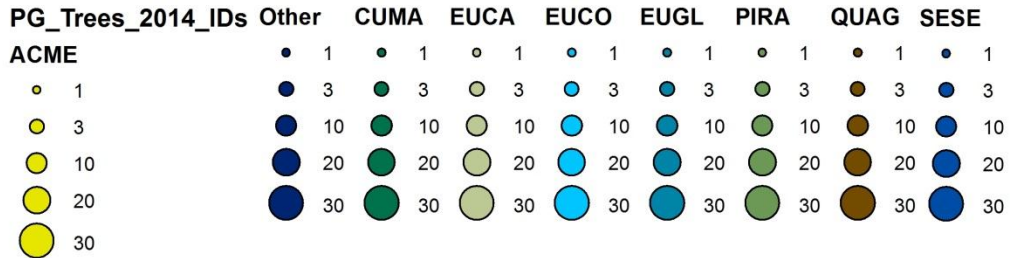 PG_Trees_2014_IDs Other CUMA EUCA EUCO EUGL PIRA QUAG SESE
ACME 1 1 1 1 1 1 1 1
1 3 3 3 3 3 3 3 3
3 10 10 10 10 10 10 10 10
10 20 20 20 20 20 20 20 20
20 30 30 30 30 30 30 30 30
30